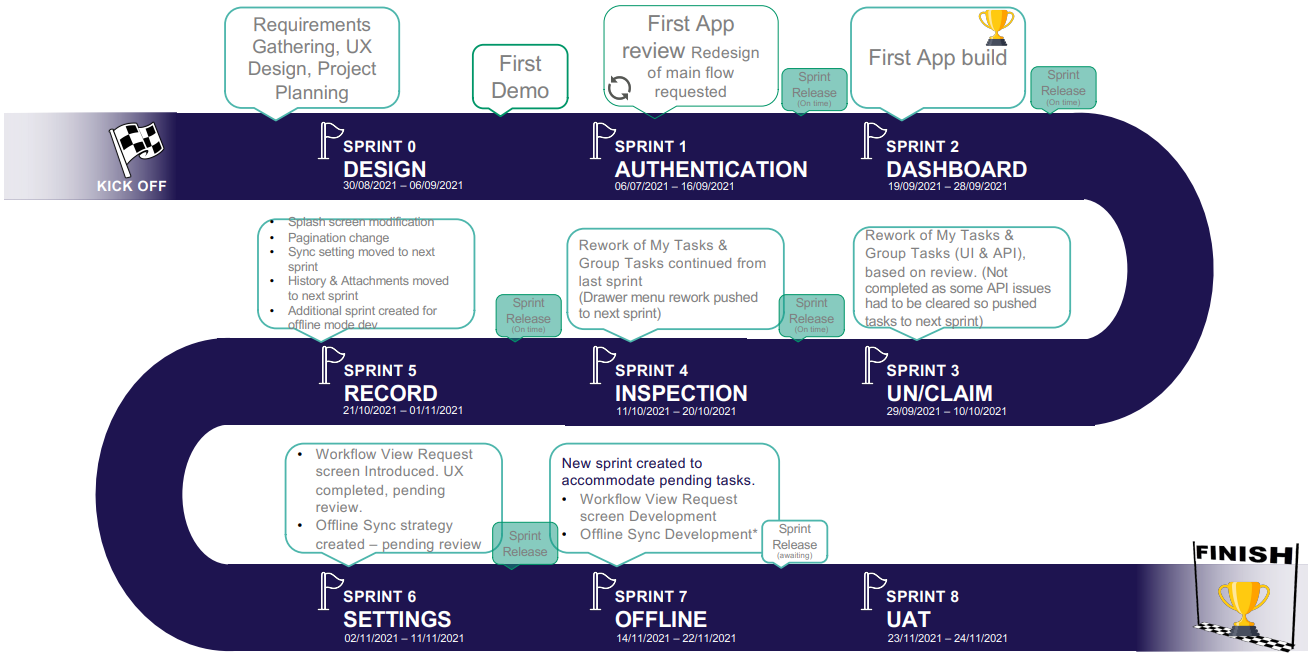 Requirements
Gathering, UX
Design, Project
Planning
First
Demo
First App
review Redesign
of main flow
requested
Sprint
Release
(On time)
First App build
Sprint
Release
(On time)
KICK OFF
SPRINT 0
DESIGN
30/08/2021 – 06/09/2021
SPRINT 1
AUTHENTICATION
06/07/2021 – 16/09/2021
SPRINT 2
DASHBOARD
19/09/2021 – 28/09/2021
• Splash screen modification
• Pagination change
• Sync setting moved to next
sprint
• History & Attachments moved
to next sprint
• Additional sprint created for
offline mode dev
Sprint
Release
(On time)
Rework of My Tasks &
Group Tasks continued from
last sprint
(Drawer menu rework pushed
to next sprint)
Sprint
Release
(On time)
Rework of My Tasks &
Group Tasks (UI & API),
based on review. (Not
completed as some API issues
had to be cleared so pushed
tasks to next sprint)
SPRINT 5
RECORD
21/10/2021 – 01/11/2021
SPRINT 4
INSPECTION
11/10/2021 – 20/10/2021
SPRINT 3
UN/CLAIM
29/09/2021 – 10/10/2021
• Workflow View Request
screen Introduced. UX
completed, pending
review.
• Offline Sync strategy
created – pending review
Sprint
Release
New sprint created to
accommodate pending tasks.
• Workflow View Request
screen Development
• Offline Sync Development*
Sprint
Release
(awaiting)
SPRINT 6
SETTINGS
02/11/2021 – 11/11/2021
SPRINT 7
OFFLINE
14/11/2021 – 22/11/2021
SPRINT 8
UAT
23/11/2021 – 24/11/2021
FINISH